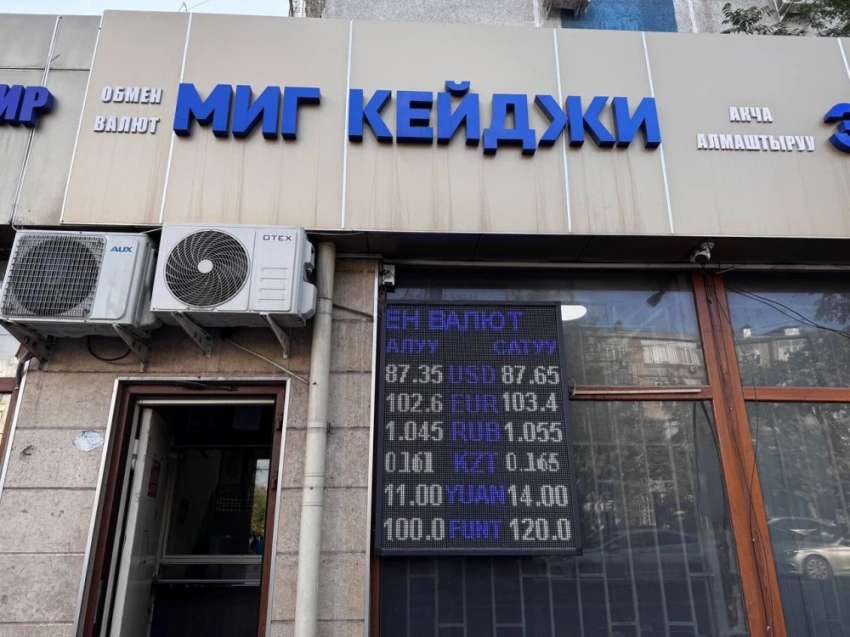 ИР
ОБМЕН
ВАЛЮТ
МИГ КЕЙДЖИ
АКЧА
АЛМАШТЫРУУ
AUX
OTEX
ЕН ВАЛЮТ
АЛУУ САТУУ
87.35 USD 87.65
102.6 EUR 103.4
1.045 RUB 1.055
0.161 KZT 0.165
11.00 YUAN 14.00
100.0 FUNT 120.0